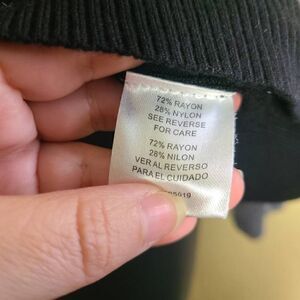 72% RAYON
28% NYLON
SEE REVERSE
FOR CARE
72% RAYON
28% NILON
VER AL REVERSO
PARA EL CUIDADO